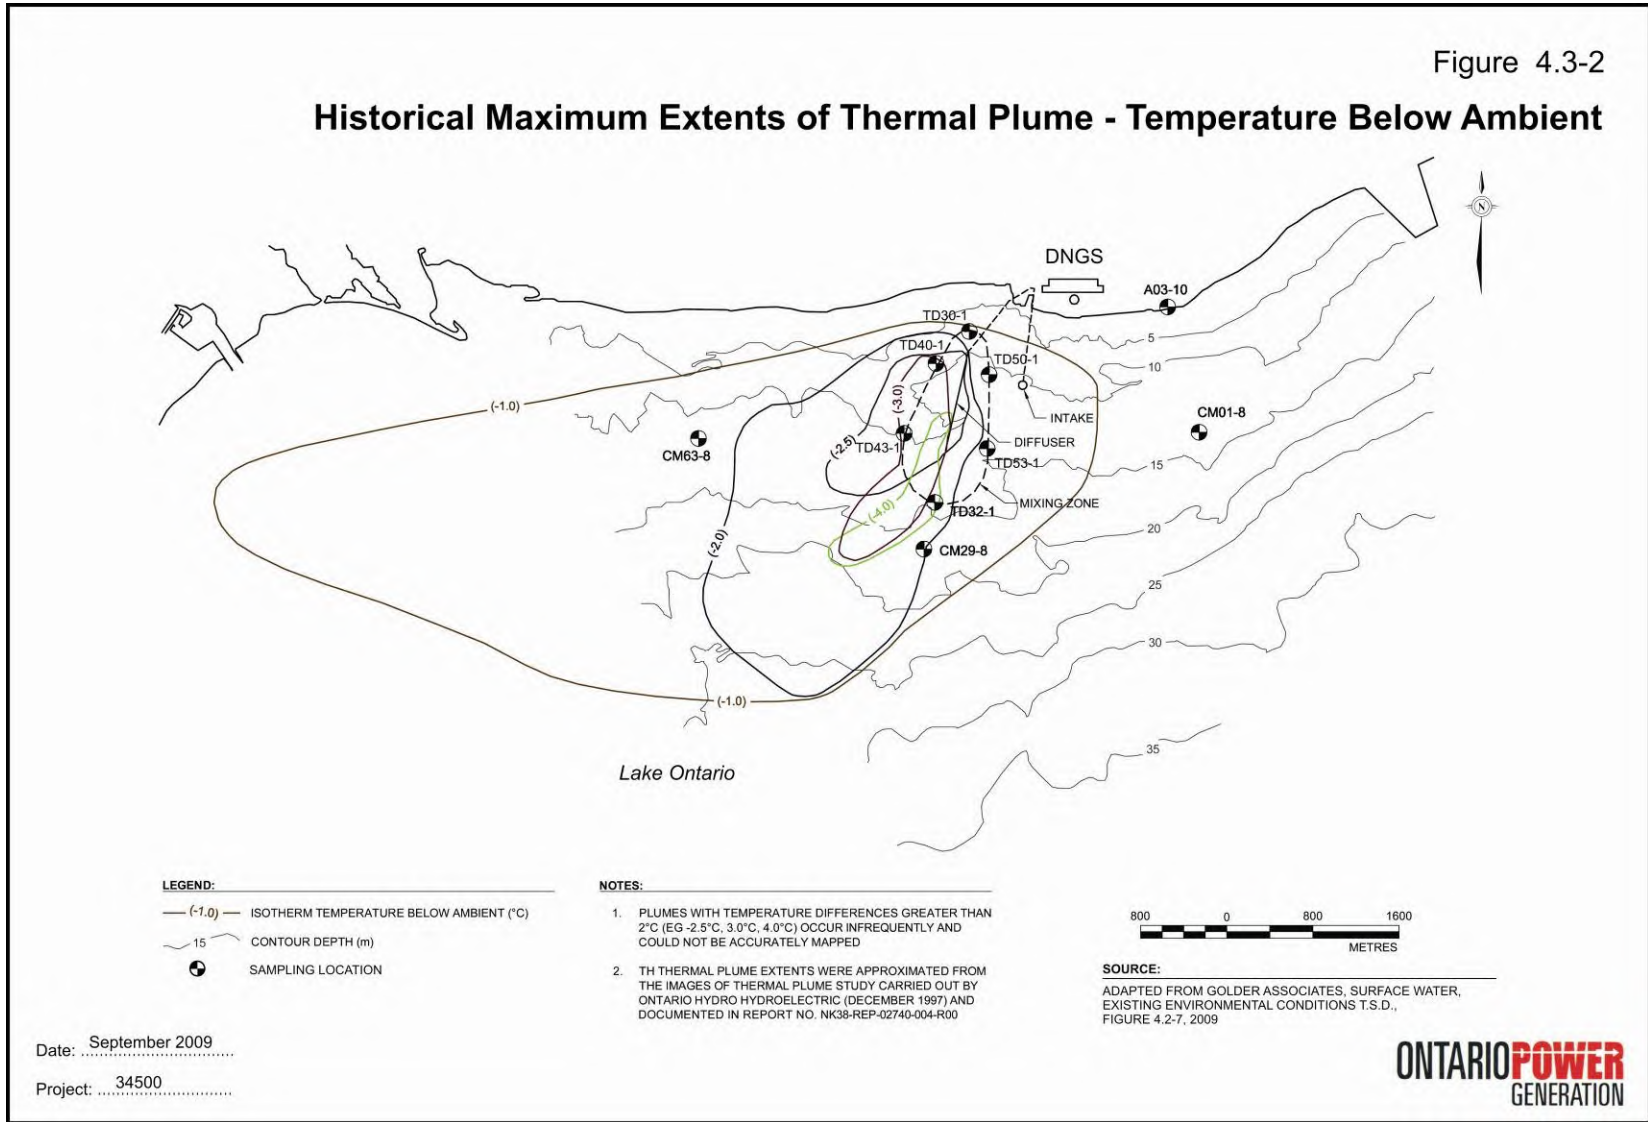 Figure 4.3-2
Historical Maximum Extents of Thermal Plume - Temperature Below Ambient
N
DNGS
A03-10
TD30-1
5
TD40-1
TD50-1
10
(-1.0)
(-3.0)
INTAKE
CM01-8
DIFFUSER
(-2.5)
TD43-1
CM63-8
TD53-1
15
MIXING ZONE
(-4.0)
TD32-1
20
(-2.0)
CM29-8
25
30
(-1.0)
35
Lake Ontario
LEGEND:
(-1.0) ISOTHERM TEMPERATURE BELOW AMBIENT (°C)
15 CONTOUR DEPTH (m)
SAMPLING LOCATION
NOTES:
1. PLUMES WITH TEMPERATURE DIFFERENCES GREATER THAN
2°C (EG -2.5°C, 3.0°C, 4.0°C) OCCUR INFREQUENTLY AND
COULD NOT BE ACCURATELY MAPPED
2. TH THERMAL PLUME EXTENTS WERE APPROXIMATED FROM
THE IMAGES OF THERMAL PLUME STUDY CARRIED OUT BY
ONTARIO HYDRO HYDROELECTRIC (DECEMBER 1997) AND
DOCUMENTED IN REPORT NO. NK38-REP-02740-004-R00
800 0 800 1600
METRES
SOURCE:
ADAPTED FROM GOLDER ASSOCIATES, SURFACE WATER,
EXISTING ENVIRONMENTAL CONDITIONS T.S.D.,
FIGURE 4.2-7, 2009
Date: September 2009
Project: 34500
ONTARIOPOWER
GENERATION